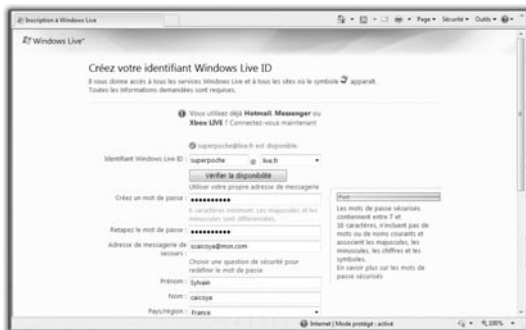 Inscription à Windows Live
Page Sécurité Outils
Windows Live™
Créez votre identifiant Windows Live ID
Il vous donne accès à tous les services Windows Live et à tous les sites où le symbole apparaît.
Toutes les informations demandées sont requises.
Vous utilisez déjà Hotmail, Messenger ou
Xbox LIVE ? Connectez-vous maintenant
superpoche@live.fr est disponible.
Identifiant Windows Live ID : superpoche @ live.fr
Vérifier la disponibilité
Utiliser votre propre adresse de messagerie
Créez un mot de passe : ••••••••••
6 caractères minimum. Les majuscules et les
minuscules sont différenciées.
Retapez le mot de passe : ••••••••••
Adresse de messagerie de
secours : scaicoya@msn.com
Choisir une question de sécurité pour
redéfinir le mot de passe
Prénom : Sylvain
Nom : caicoya
Pays/région : France
Fort
Les mots de passe sécurisés
contiennent entre 7 et
16 caractères, n'incluent pas de
mots ou de noms courants et
associent les majuscules, les
minuscules, les chiffres et les
symboles.
En savoir plus sur les mots de
passe sécurisés
Internet | Mode protégé : activé
100%